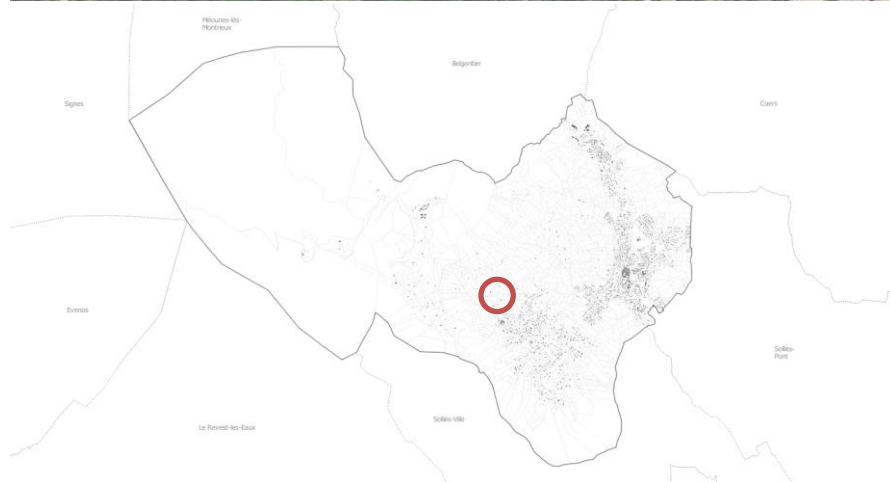 Méounes-lès-
Montrieux
Belgentier
Signes
Cuers
Evenos
Solliès-
Pont
Solliès-Ville
Le Revest-les-Eaux